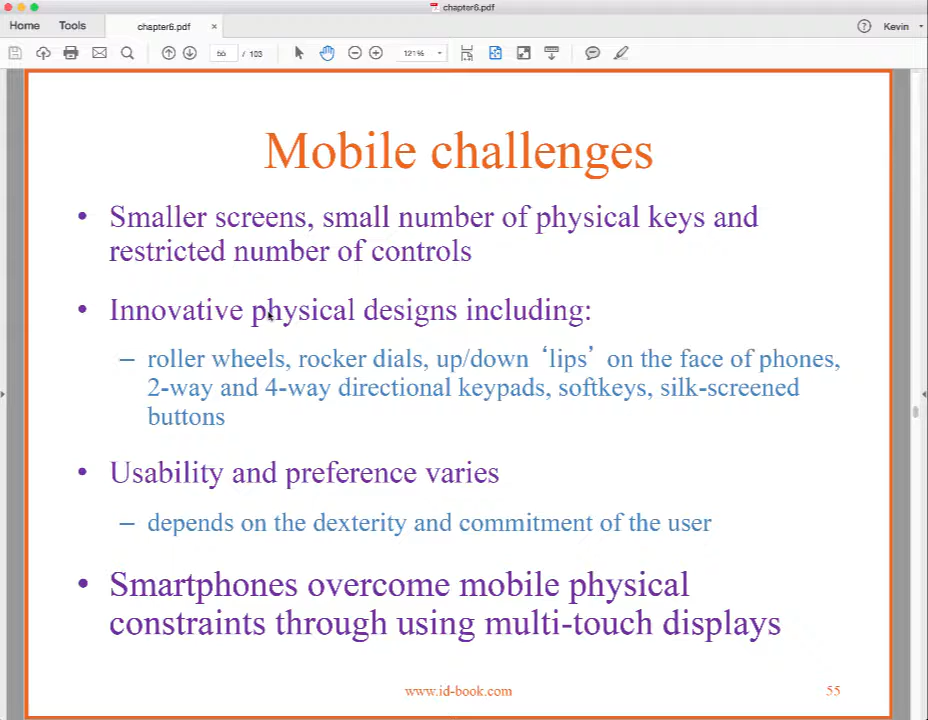 chapter6.pdf
Home Tools chapter6.pdf × ? Kevin
56 / 103 121%
Mobile challenges
• Smaller screens, small number of physical keys and
restricted number of controls
• Innovative physical designs including:
– roller wheels, rocker dials, up/down ‘lips’ on the face of phones,
2-way and 4-way directional keypads, softkeys, silk-screened
buttons
• Usability and preference varies
– depends on the dexterity and commitment of the user
• Smartphones overcome mobile physical
constraints through using multi-touch displays
www.id-book.com 55